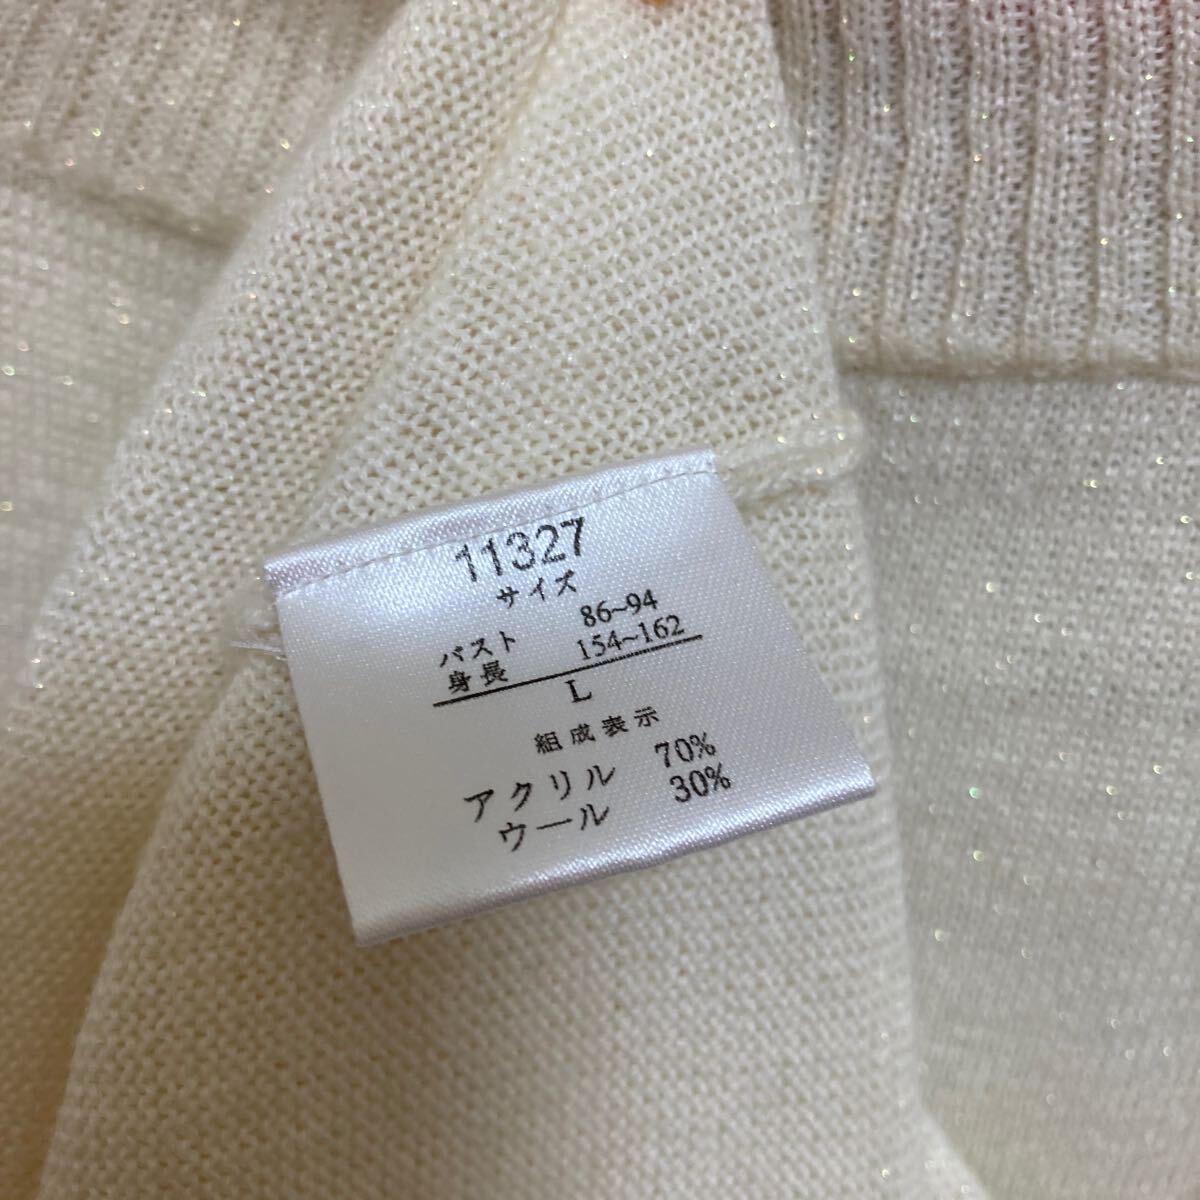 11327
サイズ
バスト 86~94
身長 154~162
L
組成表示
アクリル 70%
ウール 30%